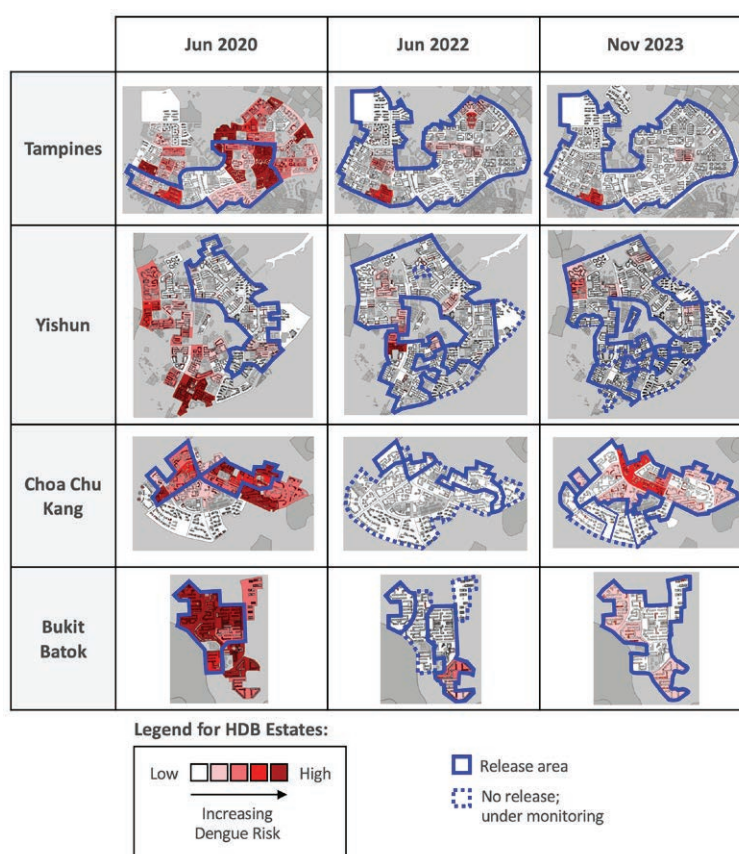 Jun 2020
Jun 2022
Nov 2023
Tampines
Yishun
Choa Chu
Kang
Bukit
Batok
Legend for HDB Estates:
Low
High
Increasing
Dengue Risk
Release area
No release;
under monitoring